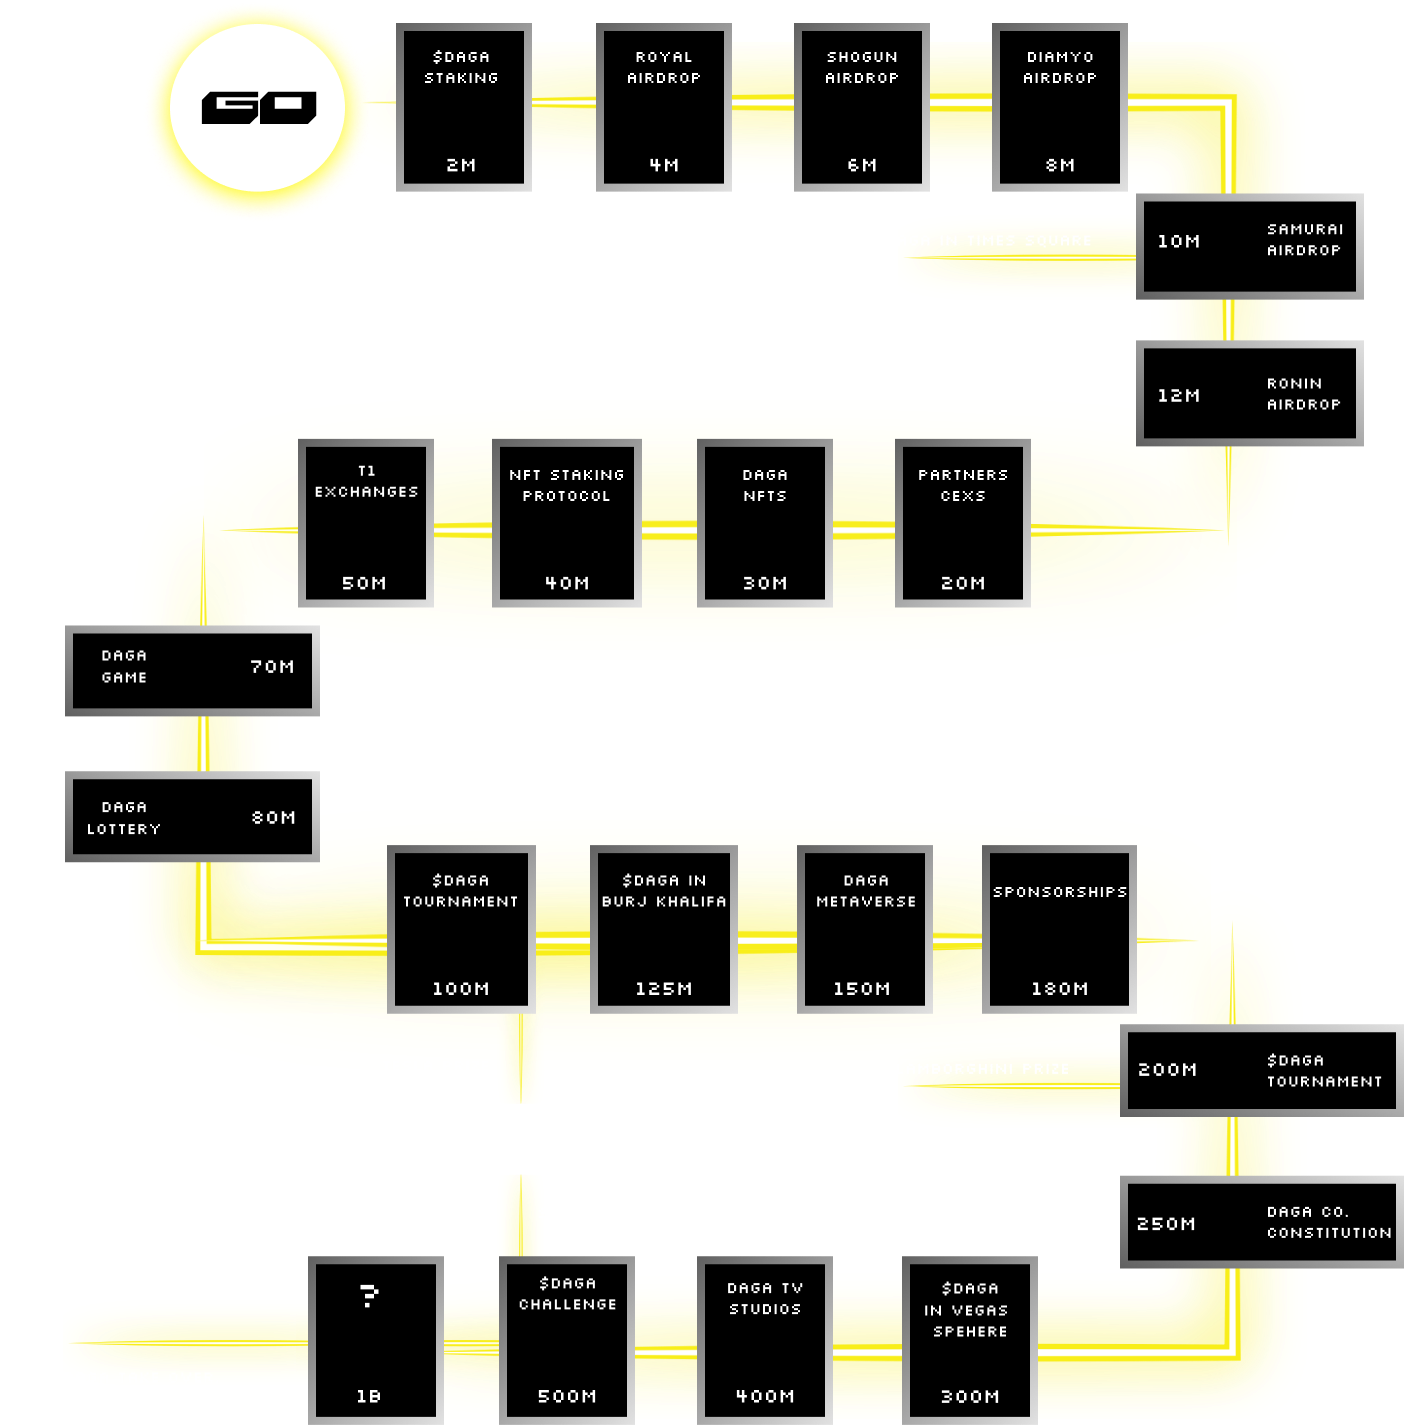 GO
$DAGA
STAKING
2M
ROYAL
AIRDROP
4M
SHOGUN
AIRDROP
6M
DIAMYO
AIRDROP
8M
10M
SAMURAI
AIRDROP
12M
RONIN
AIRDROP
PARTNERS
CEXS
20M
DAGA
NFTS
30M
NFT STAKING
PROTOCOL
40M
T1
EXCHANGES
50M
DAGA
GAME
70M
DAGA
LOTTERY
80M
$DAGA
TOURNAMENT
100M
$DAGA IN
BURJ KHALIFA
125M
DAGA
METAVERSE
150M
SPONSORSHIPS
180M
200M
$DAGA
TOURNAMENT
250M
DAGA CO.
CONSTITUTION
$DAGA
IN VEGAS
SPEHERE
300M
DAGA TV
STUDIOS
400M
$DAGA
CHALLENGE
500M
?
1B